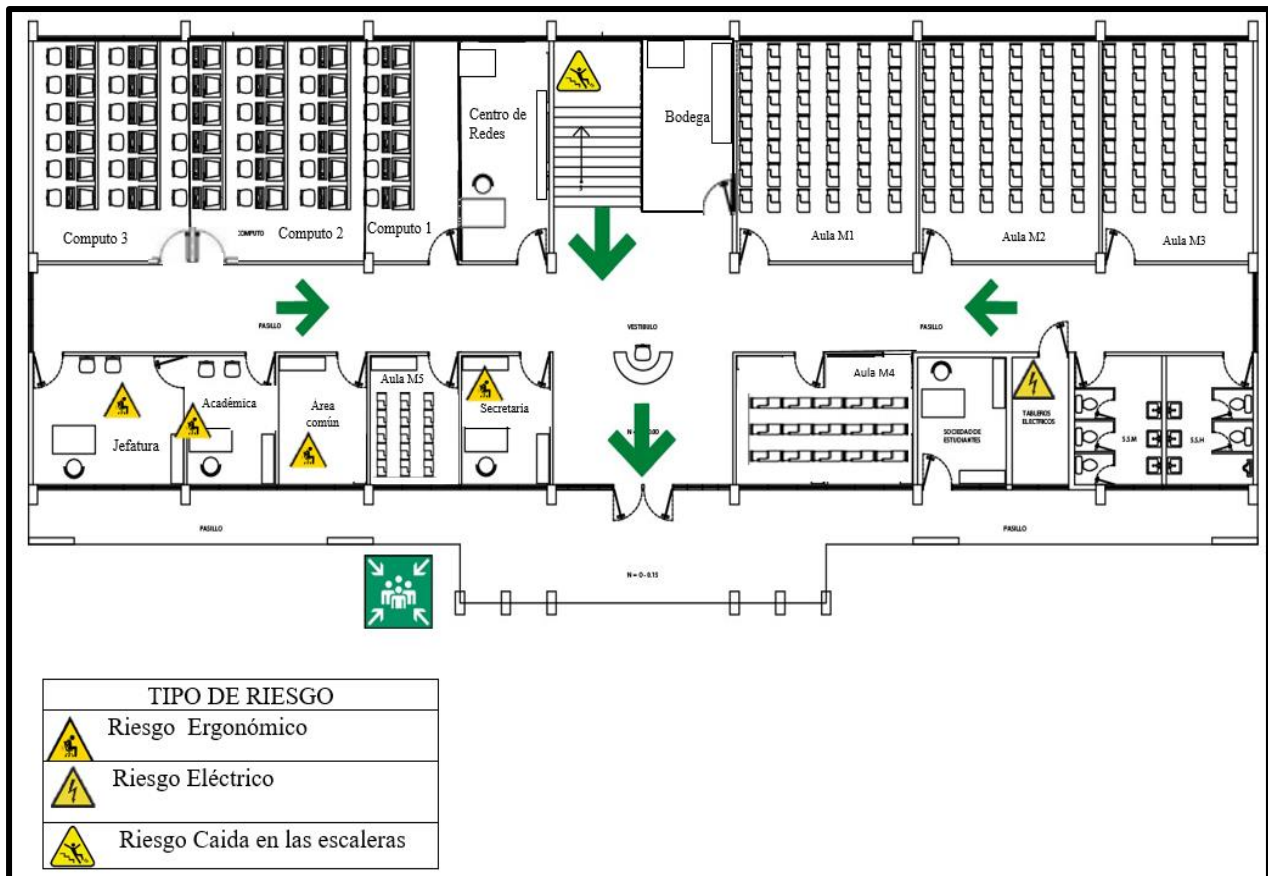 Centro de
Redes
Bodega
Computo 3
COMPUTO
Computo 2
Computo 1
Aula M1
Aula M2
Aula M3
PASILLO
VESTIBULO
PASILLO
Jefatura
Académica
Area
común
Aula M5
Secretaria
Aula M4
SOCIEDAD DE
ESTUDIANTES
TABLEROS
ELECTRICOS
S.S.M
S.S.H
PASILLO
N = 0 - 0.15
PASILLO
TIPO DE RIESGO
Riesgo Ergonómico
Riesgo Eléctrico
Riesgo Caida en las escaleras